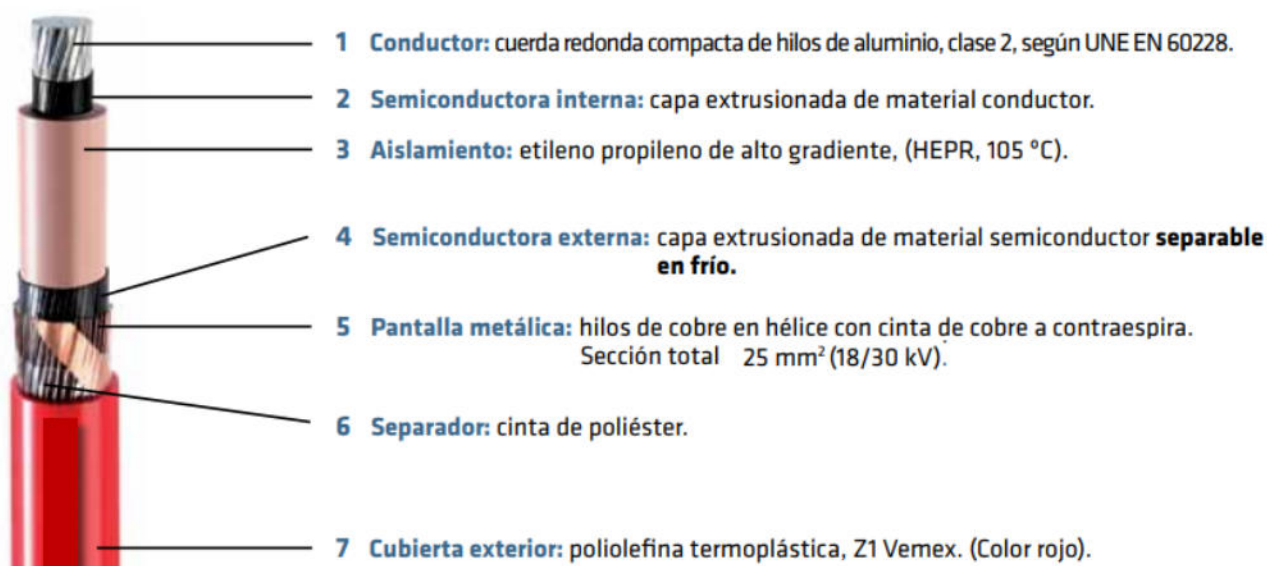 1 Conductor: cuerda redonda compacta de hilos de aluminio, clase 2, según UNE EN 60228.
2 Semiconductora interna: capa extrusionada de material conductor.
3 Aislamiento: etileno propileno de alto gradiente, (HEPR, 105 ºC).
4 Semiconductora externa: capa extrusionada de material semiconductor separable
en frío.
5 Pantalla metálica: hilos de cobre en hélice con cinta de cobre a contraespira.
Sección total 25 mm² (18/30 kV).
6 Separador: cinta de poliéster.
7 Cubierta exterior: poliolefina termoplástica, Z1 Vemex. (Color rojo).